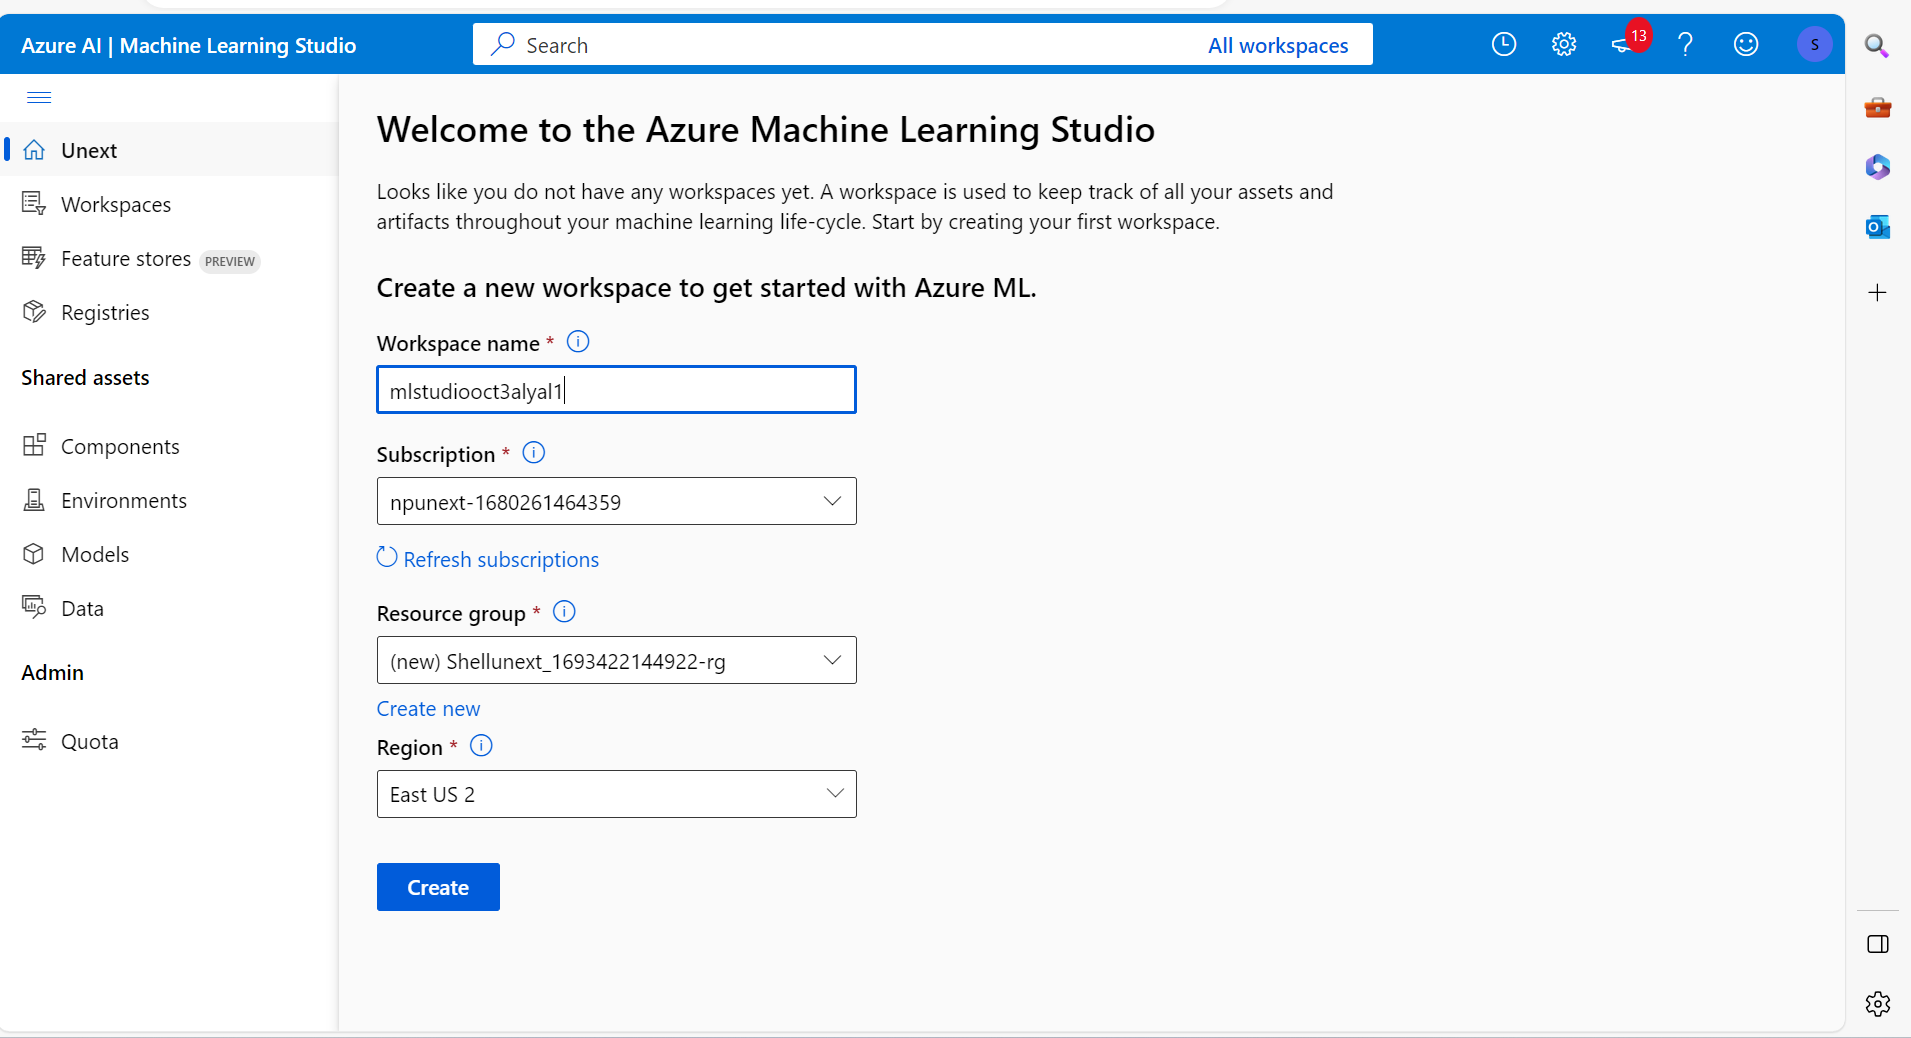 Azure AI | Machine Learning Studio
Search
All workspaces
13
S
Unext
Workspaces
Feature stores PREVIEW
Registries
Shared assets
Components
Environments
Models
Data
Admin
Quota
Welcome to the Azure Machine Learning Studio
Looks like you do not have any workspaces yet. A workspace is used to keep track of all your assets and
artifacts throughout your machine learning life-cycle. Start by creating your first workspace.
Create a new workspace to get started with Azure ML.
Workspace name *
mlstudiooct3alyal1
Subscription *
npunext-1680261464359
Refresh subscriptions
Resource group *
(new) Shellunext_1693422144922-rg
Create new
Region *
East US 2
Create